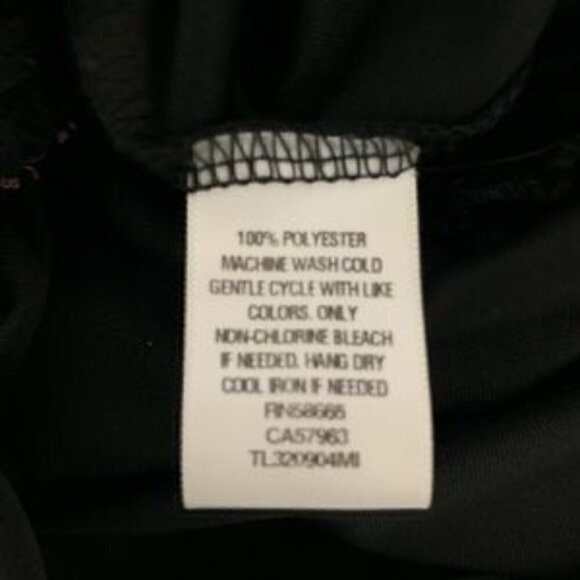 100% POLYESTER
MACHINE WASH COLD
GENTLE CYCLE WITH LIKE
COLORS. ONLY
NON-CHLORINE BLEACH
IF NEEDED. HANG DRY
COOL IRON IF NEEDED
RN58665
CA57963
TL320904MI